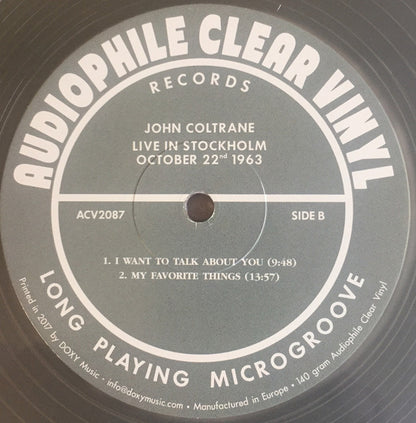 AUDIOPHILE CLEAR VINYL
RECORDS
JOHN COLTRANE
LIVE IN STOCKHOLM
OCTOBER 22nd 1963
ACV2087
SIDE B
1. I WANT TO TALK ABOUT YOU (9:48)
2. MY FAVORITE THINGS (13:57)
LONG PLAYING MICROGROOVE
Printed in 2017 by DOXY Music - info@doxymusic.com • Manufactured in Europe • 140 gram Audiophile Clear Vinyl